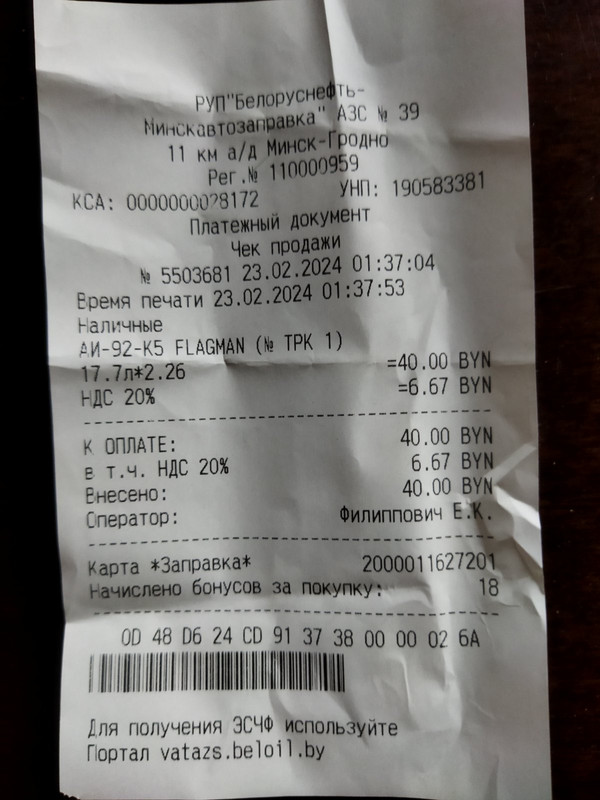 РУП"Белоруснефть-
Минскавтозаправка" АЗС № 39
11 км а/д Минск-Гродно
Рег.№ 110000959
КСА: 0000000028172 УНП: 190583381
Платежный документ
Чек продажи
№ 5503681 23.02.2024 01:37:04
Время печати 23.02.2024 01:37:53
Наличные
АИ-92-К5 FLAGMAN (№ ТРК 1)
17.7л*2.26 =40.00 BYN
НДС 20% =6.67 BYN
К ОПЛАТЕ: 40.00 BYN
в т.ч. НДС 20% 6.67 BYN
Внесено: 40.00 BYN
Оператор: Филиппович Е.К.
Карта *Заправка* 2000011627201
Начислено бонусов за покупку: 18
0D 48 D6 24 CD 91 37 38 00 00 02 6A
Для получения ЭСЧФ используйте
Портал vatazs.beloil.by